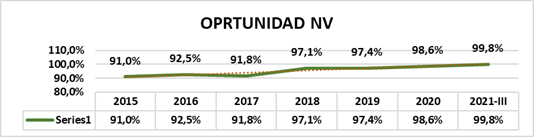 OPRTUNIDAD NV
110,0%
100,0%
90,0%
80,0%
91,0% 92,5% 91,8% 97,1% 97,4% 98,6% 99,8%
2015 2016 2017 2018 2019 2020 2021-III
Series1 91,0% 92,5% 91,8% 97,1% 97,4% 98,6% 99,8%